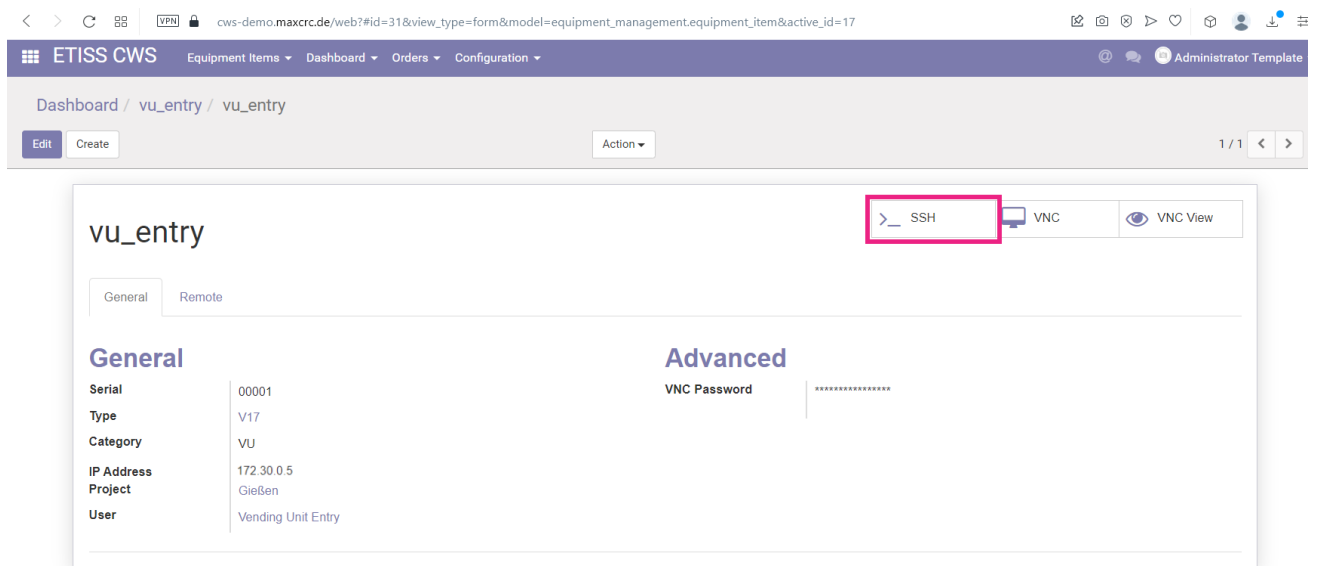 VPN cws-demo.maxcrc.de/web?#id=31&view_type=form&model=equipment_management.equipment_item&active_id=17
ETISS CWS Equipment Items Dashboard Orders Configuration @ Administrator Template
Dashboard / vu_entry / vu_entry
Edit Create Action 1 / 1
vu_entry
>_ SSH VNC VNC View
General Remote
General Advanced
Serial 00001 VNC Password ****************
Type V17
Category VU
IP Address 172.30.0.5
Project Gießen
User Vending Unit Entry